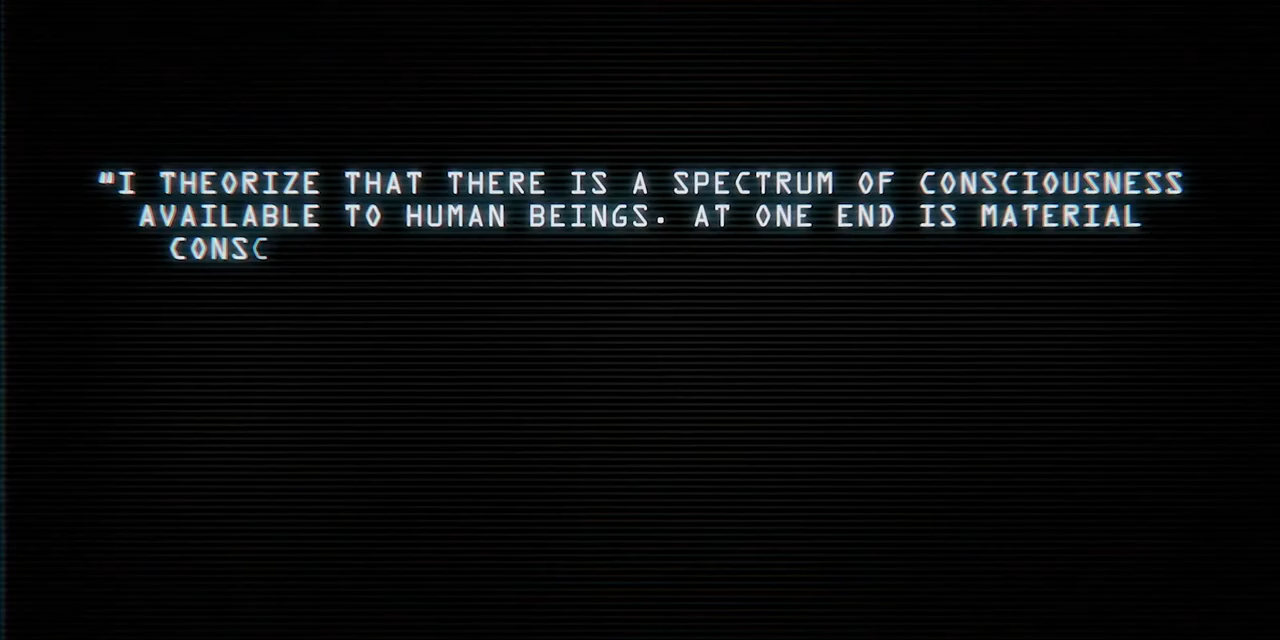 "I THEORIZE THAT THERE IS A SPECTRUM OF CONSCIOUSNESS
AVAILABLE TO HUMAN BEINGS. AT ONE END IS MATERIAL
CONSC